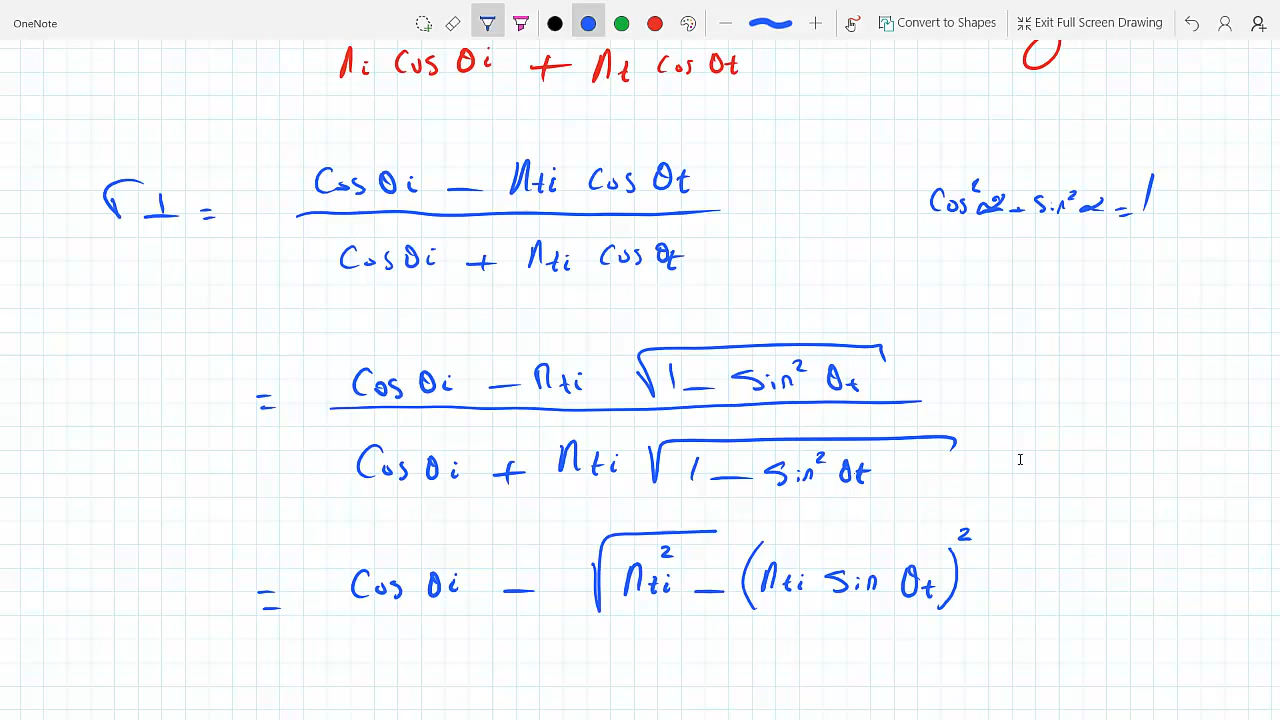 OneNote
Convert to Shapes
Exit Full Screen Drawing
ni cos θi + nt cos θt
r⊥ = cos θi − nti cos θt
cos θi + nti cos θt
cos² α − sin² α = 1
= cos θi − nti √1 − sin² θt
cos θi + nti √1 − sin² θt
= cos θi − √nti² − (nti sin θt)²